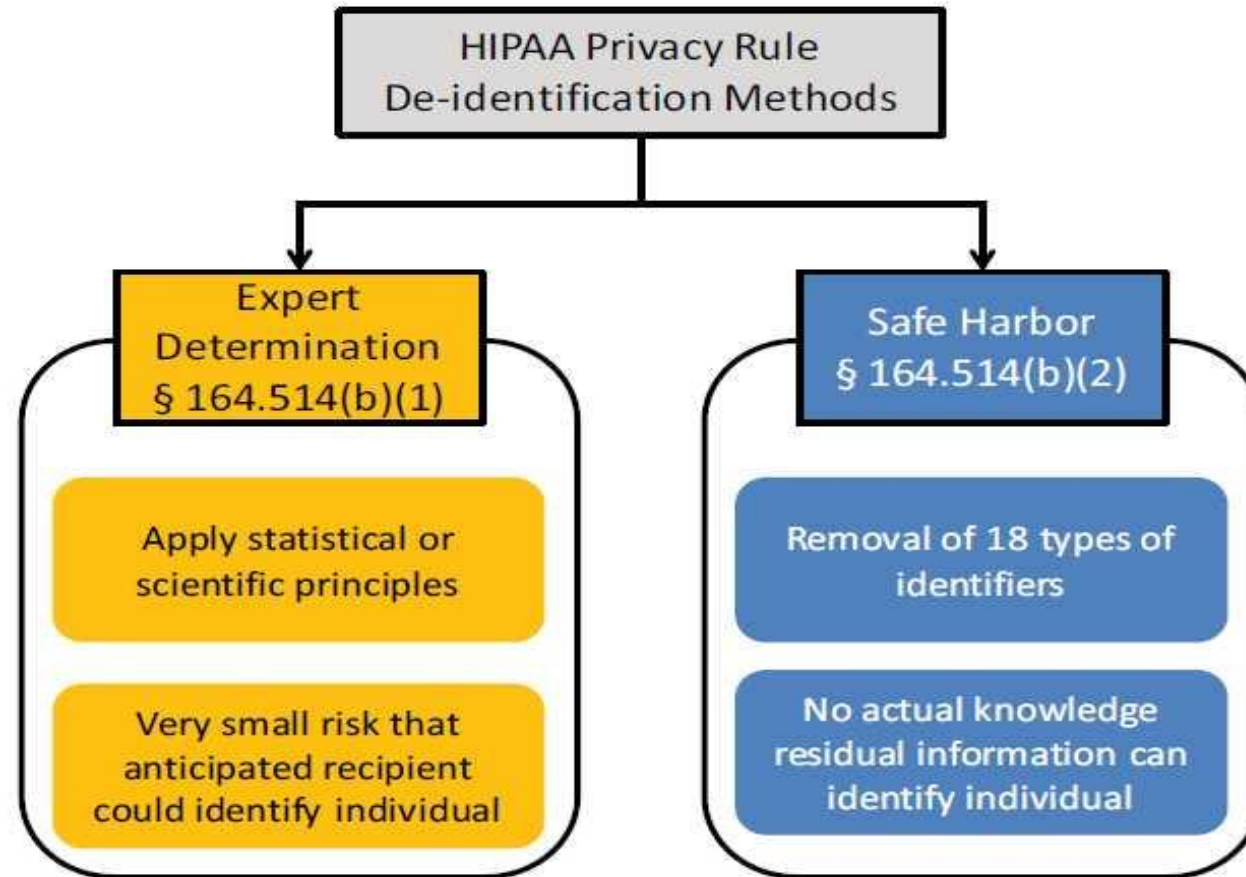 HIPAA Privacy Rule
De-identification Methods
Expert
Determination
§ 164.514(b)(1)
Apply statistical or
scientific principles
Very small risk that
anticipated recipient
could identify individual
Safe Harbor
§ 164.514(b)(2)
Removal of 18 types of
identifiers
No actual knowledge
residual information can
identify individual